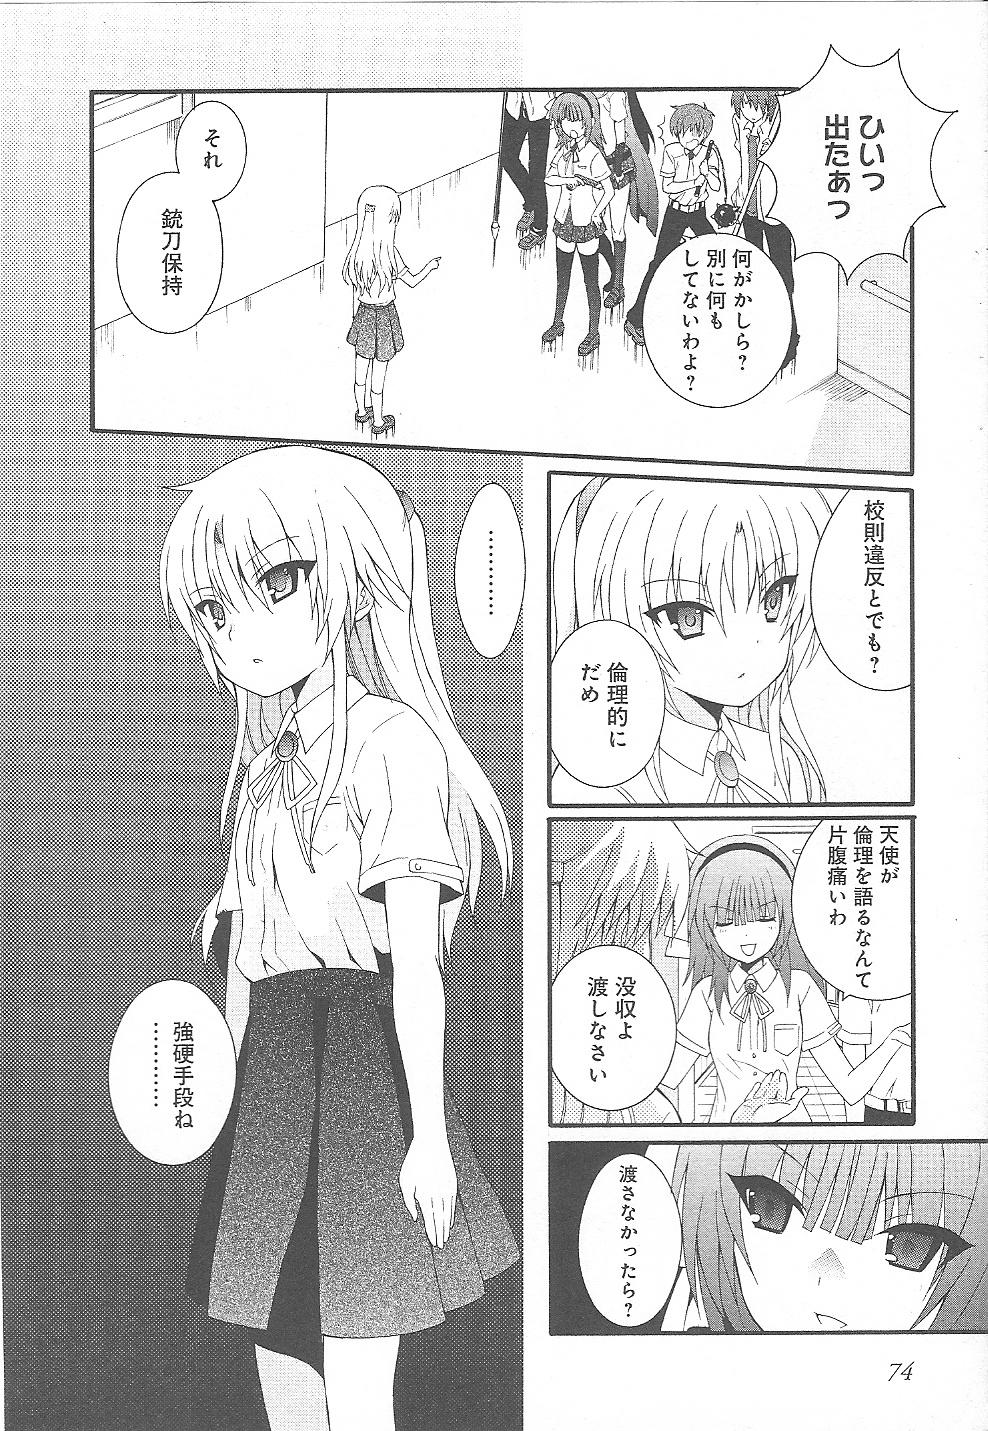 ひいっ
出たぁっ
何がかしら?
別に何も
してないわよ?
それ
銃刀保持
校則違反とでも?
倫理的に
だめ
天使が
倫理を語るなんて
片腹痛いわ
没収よ
渡しなさい
渡さなかったら?
…………
強硬手段ね
…………
74